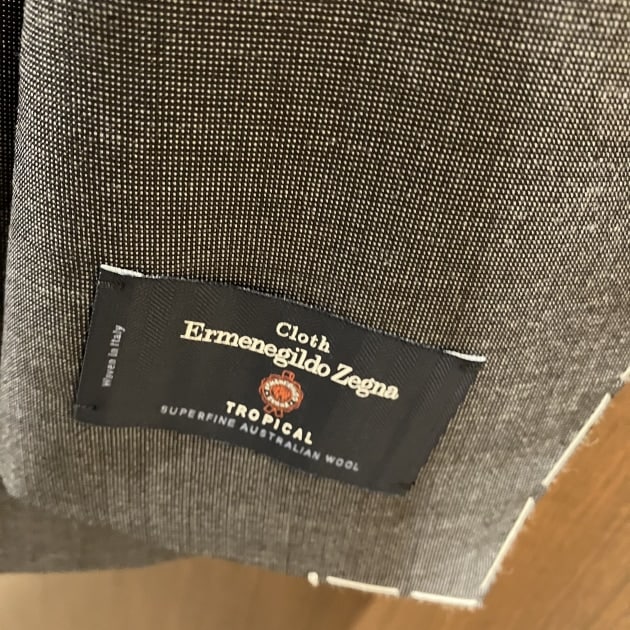 Woven in Italy
Cloth
Ermenegildo Zegna
TROPICAL
SUPERFINE AUSTRALIAN WOOL